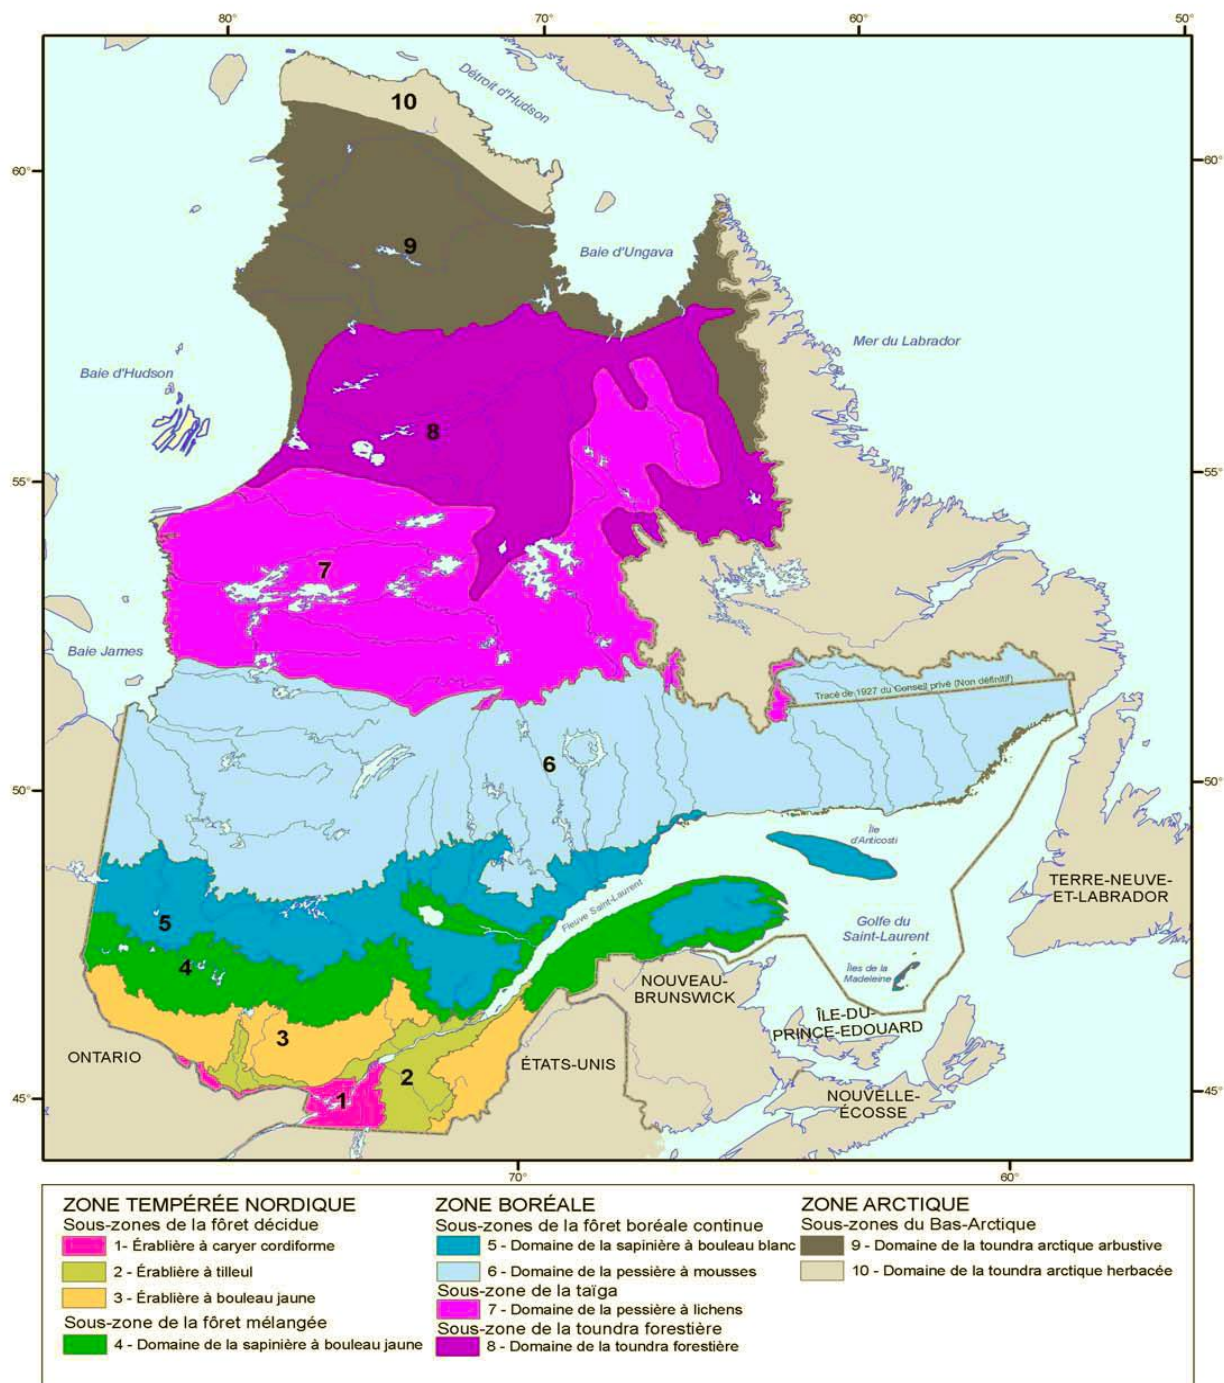 80°
70°
60°
50°
10
Détroit d'Hudson
60°
60°
9
Baie d'Ungava
Mer du Labrador
Baie d'Hudson
8
55°
55°
7
Baie James
Tracé de 1927 du Conseil privé (Non définitif)
6
50°
50°
Île
d'Anticosti
TERRE-NEUVE-
ET-LABRADOR
Fleuve Saint-Laurent
5
Golfe du
Saint-Laurent
4
Îles de la
Madeleine
NOUVEAU-
BRUNSWICK
ÎLE-DU-
PRINCE-EDOUARD
3
ONTARIO
ÉTATS-UNIS
2
1
NOUVELLE-
ÉCOSSE
45°
45°
70°
60°
ZONE TEMPÉRÉE NORDIQUE
Sous-zones de la fôret décidue
1- Érablière à caryer cordiforme
2 - Érablière à tilleul
3 - Érablière à bouleau jaune
Sous-zone de la fôret mélangée
4 - Domaine de la sapinière à bouleau jaune
ZONE BORÉALE
Sous-zones de la fôret boréale continue
5 - Domaine de la sapinière à bouleau blanc
6 - Domaine de la pessière à mousses
Sous-zone de la taïga
7 - Domaine de la pessière à lichens
Sous-zone de la toundra forestière
8 - Domaine de la toundra forestière
ZONE ARCTIQUE
Sous-zones du Bas-Arctique
9 - Domaine de la toundra arctique arbustive
10 - Domaine de la toundra arctique herbacée